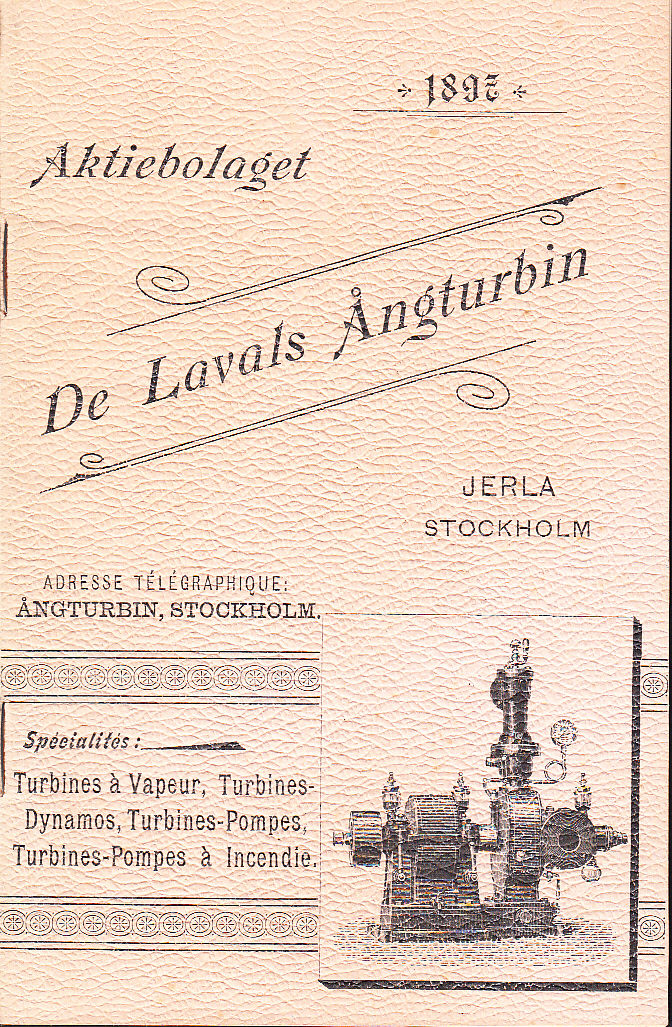 1897
Aktiebolaget
De Lavals Ångturbin
JERLA
STOCKHOLM
ADRESSE TÉLÉGRAPHIQUE:
ÅNGTURBIN, STOCKHOLM.
Spécialités:
Turbines à Vapeur, Turbines-
Dynamos, Turbines-Pompes,
Turbines-Pompes à Incendie.